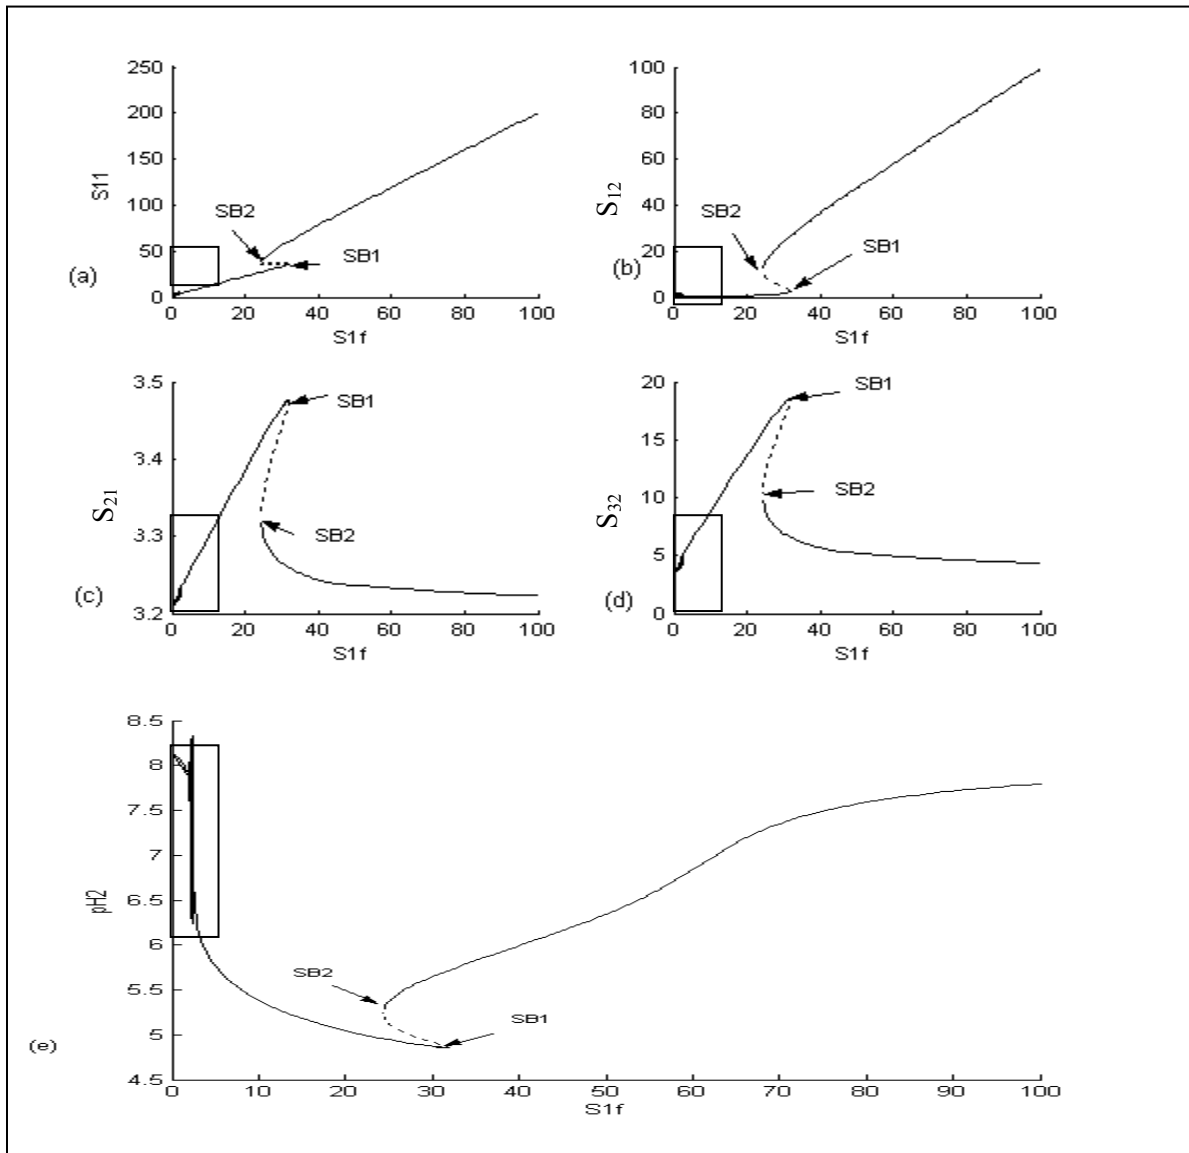 250
200
150
100
50
0
S11
SB2
SB1
(a)
0 20 40 60 80 100
S1f
100
80
60
40
20
0
S12
SB2
SB1
(b)
0 20 40 60 80 100
S1f
3.5
3.4
3.3
3.2
S21
SB1
SB2
(c)
0 20 40 60 80 100
S1f
20
15
10
5
0
S32
SB1
SB2
(d)
0 20 40 60 80 100
S1f
8.5
8
7.5
7
6.5
6
5.5
5
4.5
pH2
SB2
SB1
(e)
0 10 20 30 40 50 60 70 80 90 100
S1f